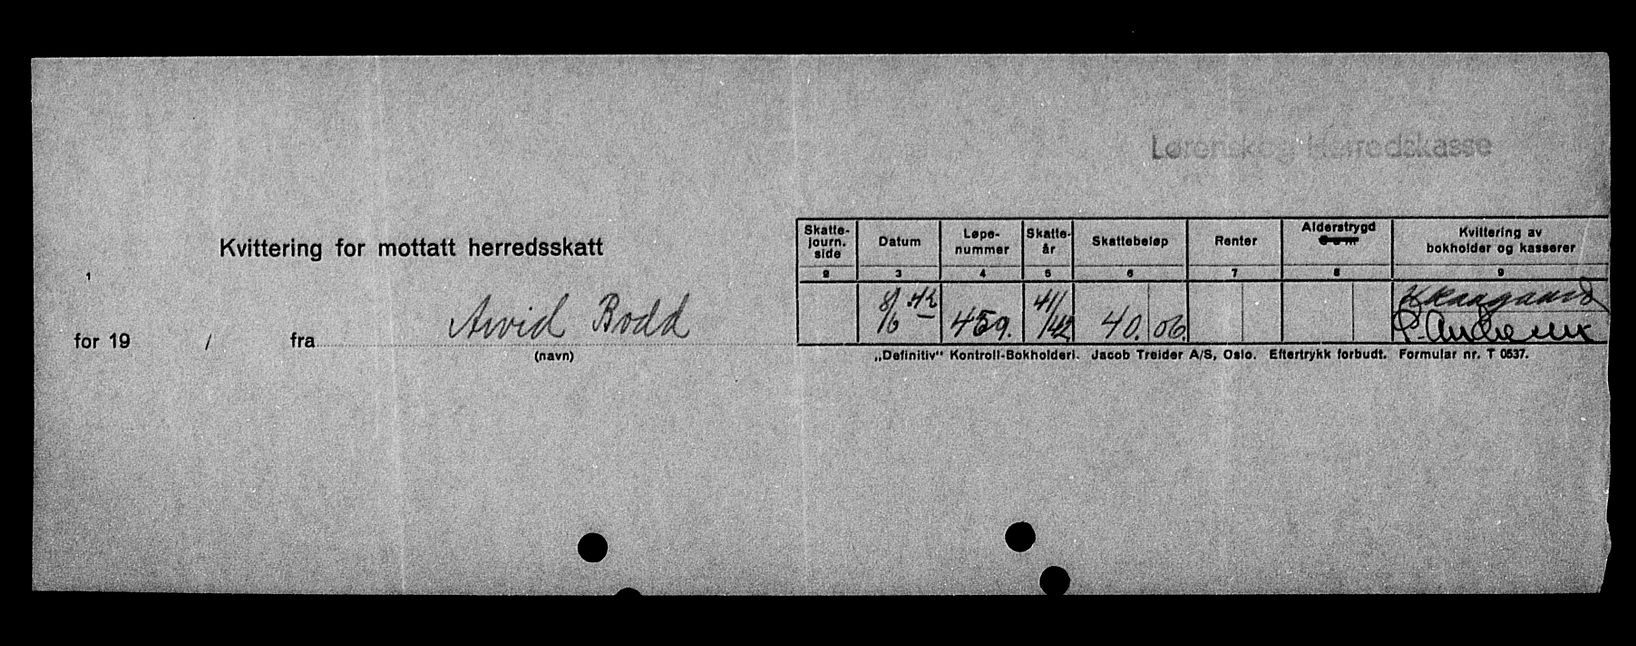 Lørenskog Herredskasse
Kvittering for mottatt herredsskatt
1
for 19 / fra Arvid Bodd
(navn)
Skatte-journ. side Datum Løpe-nummer Skatte-år Skattebeløp Renter Alderstrygd Kvittering av bokholder og kasserer
2 3 4 5 6 7 8 9
8/6 42 459. 41/42 40. 06.
„Definitiv“ Kontroll-Bokholderi. Jacob Treider A/S, Oslo. Eftertrykk forbudt. Formular nr. T 0537.